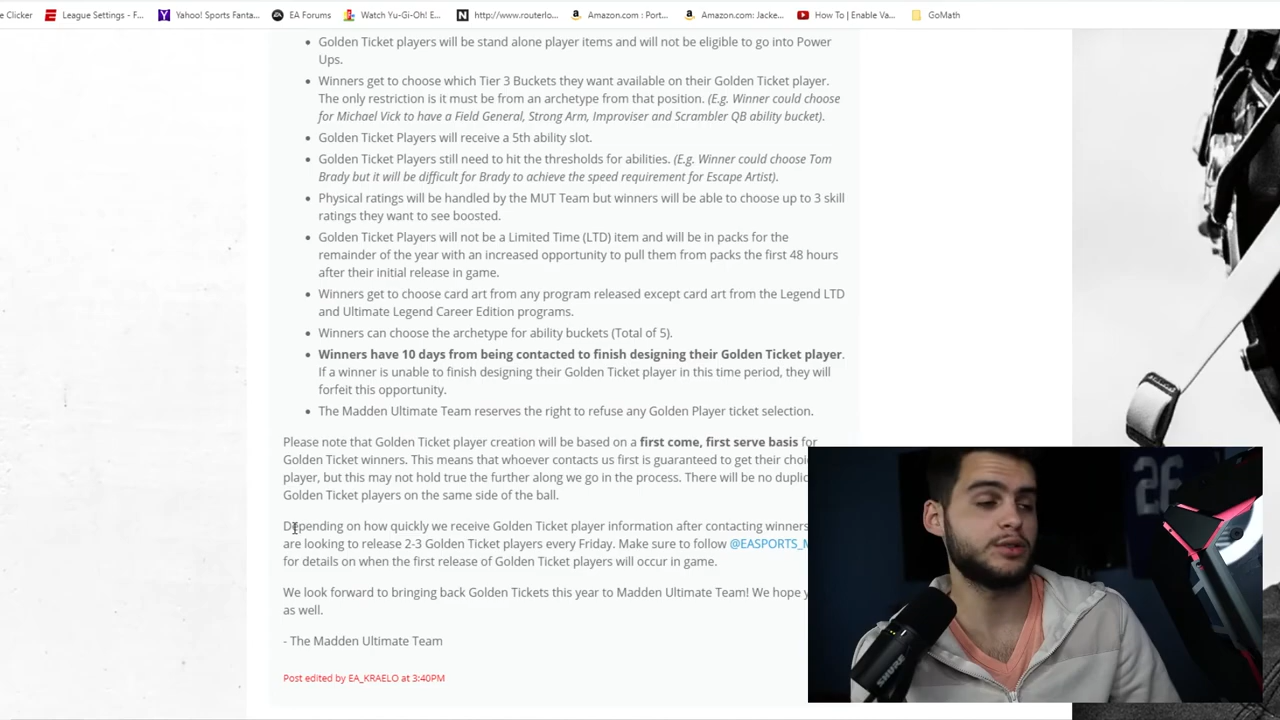 e Clicker League Settings - F... Yahoo! Sports Fanta... EA Forums Watch Yu-Gi-Oh! E... http://www.routerlo... Amazon.com : Port... Amazon.com: Jacke... How To | Enable Va... GoMath
Golden Ticket players will be stand alone player items and will not be eligible to go into Power
Ups.
Winners get to choose which Tier 3 Buckets they want available on their Golden Ticket player.
The only restriction is it must be from an archetype from that position. (E.g. Winner could choose
for Michael Vick to have a Field General, Strong Arm, Improviser and Scrambler QB ability bucket).
Golden Ticket Players will receive a 5th ability slot.
Golden Ticket Players still need to hit the thresholds for abilities. (E.g. Winner could choose Tom
Brady but it will be difficult for Brady to achieve the speed requirement for Escape Artist).
Physical ratings will be handled by the MUT Team but winners will be able to choose up to 3 skill
ratings they want to see boosted.
Golden Ticket Players will not be a Limited Time (LTD) item and will be in packs for the
remainder of the year with an increased opportunity to pull them from packs the first 48 hours
after their initial release in game.
Winners get to choose card art from any program released except card art from the Legend LTD
and Ultimate Legend Career Edition programs.
Winners can choose the archetype for ability buckets (Total of 5).
Winners have 10 days from being contacted to finish designing their Golden Ticket player.
If a winner is unable to finish designing their Golden Ticket player in this time period, they will
forfeit this opportunity.
The Madden Ultimate Team reserves the right to refuse any Golden Player ticket selection.
Please note that Golden Ticket player creation will be based on a first come, first serve basis for
Golden Ticket winners. This means that whoever contacts us first is guaranteed to get their choi
player, but this may not hold true the further along we go in the process. There will be no duplic
Golden Ticket players on the same side of the ball.
Depending on how quickly we receive Golden Ticket player information after contacting winners
are looking to release 2-3 Golden Ticket players every Friday. Make sure to follow @EASPORTS_M
for details on when the first release of Golden Ticket players will occur in game.
We look forward to bringing back Golden Tickets this year to Madden Ultimate Team! We hope y
as well.
- The Madden Ultimate Team
Post edited by EA_KRAELO at 3:40PM
26
SHURE